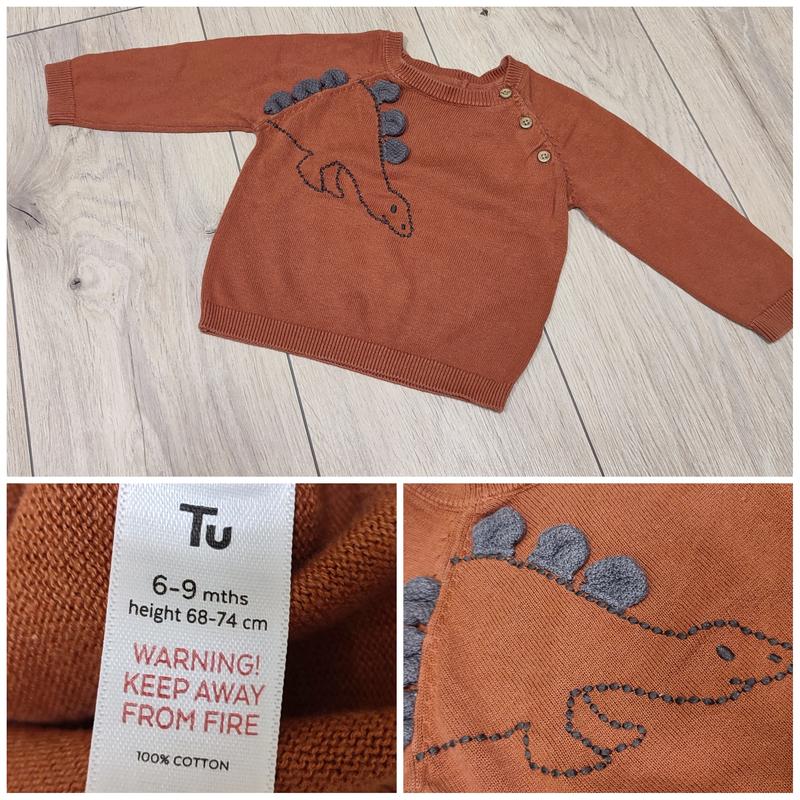 Tu
6-9 mths
height 68-74 cm
WARNING!
KEEP AWAY
FROM FIRE
100% COTTON